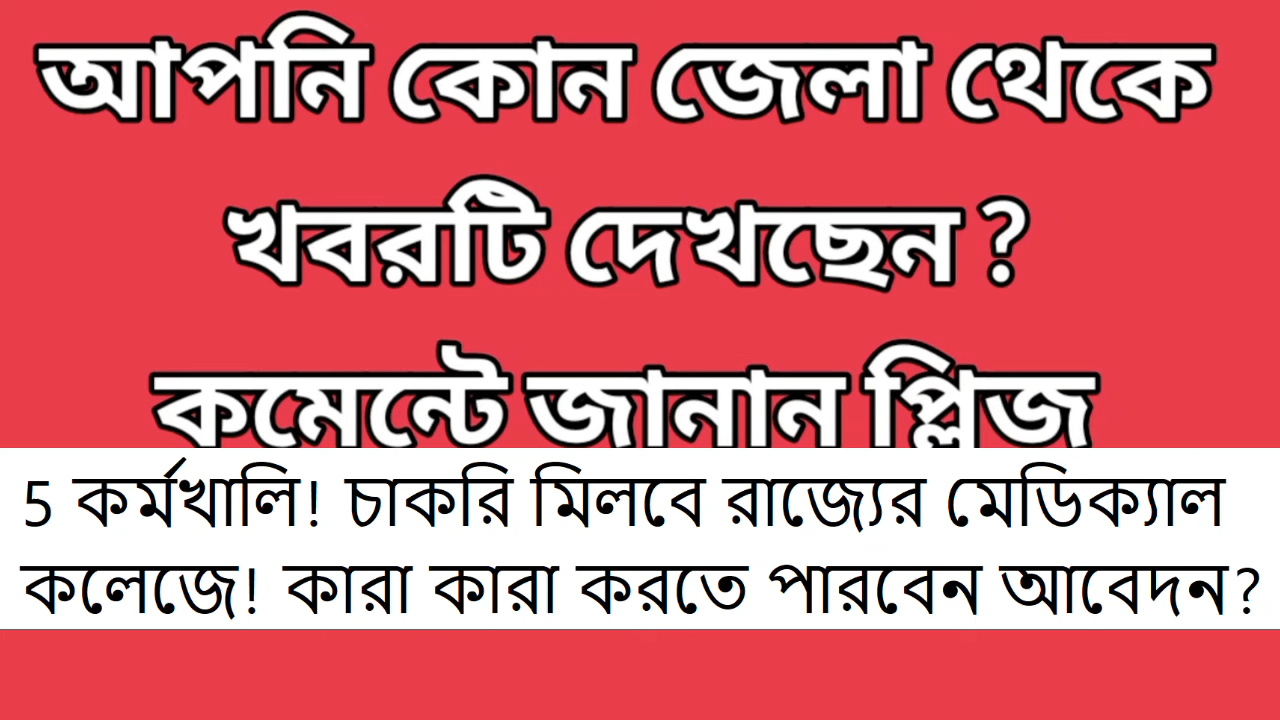 আপনি কোন জেলা থেকে
খবরটি দেখছেন ?
কমেন্টে জানান প্লিজ
5 কর্মখালি! চাকরি মিলবে রাজ্যের মেডিক্যাল
কলেজে! কারা কারা করতে পারবেন আবেদন?